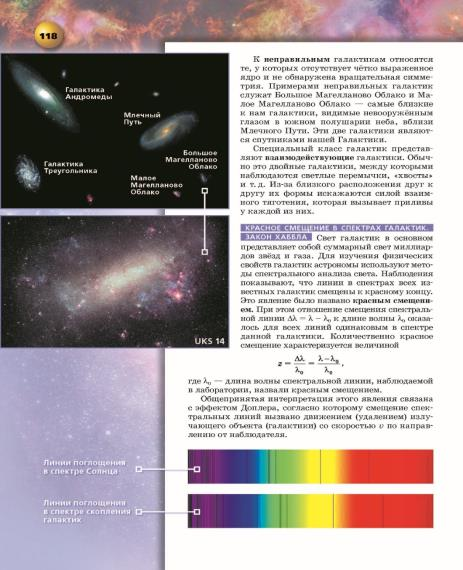 118
Галактика
Андромеды
Млечный
Путь
Большое
Магелланово
Облако
Галактика
Треугольника
Малое
Магелланово
Облако
UKS 14
К неправильным галактикам относятся
те, у которых отсутствует чётко выраженное
ядро и не обнаружена вращательная симме-
трия. Примерами неправильных галактик
служат Большое Магелланово Облако и Ма-
лое Магелланово Облако — самые близкие
к нам галактики, видимые невооружённым
глазом в южном полушарии неба, вблизи
Млечного Пути. Эти две галактики являют-
ся спутниками нашей Галактики.
Специальный класс галактик представ-
ляют взаимодействующие галактики. Обыч-
но это двойные галактики, между которыми
наблюдаются светлые перемычки, «хвосты»
и т. д. Из-за близкого расположения друг к
другу их формы искажаются силой взаим-
ного тяготения, которая вызывает приливы
у каждой из них.
КРАСНОЕ СМЕЩЕНИЕ В СПЕКТРАХ ГАЛАКТИК.
ЗАКОН ХАББЛА Свет галактик в основном
представляет собой суммарный свет миллиар-
дов звёзд и газа. Для изучения физических
свойств галактик астрономы используют мето-
ды спектрального анализа света. Наблюдения
показывают, что линии в спектрах всех из-
вестных галактик смещены к красному концу.
Это явление было названо красным смещени-
ем. При этом отношение смещения спектраль-
ной линии Δλ = λ – λ₀ к длине волны λ₀ оказа-
лось для всех линий одинаковым в спектре
данной галактики. Количественно красное
смещение характеризуется величиной
z = Δλ/λ₀ = (λ–λ₀)/λ₀ ,
где λ₀ — длина волны спектральной линии, наблюдаемой
в лаборатории, назвали красным смещением.
Общепринятая интерпретация этого явления связана
с эффектом Доплера, согласно которому смещение спек-
тральных линий вызвано движением (удалением) излу-
чающего объекта (галактики) со скоростью υ по направ-
лению от наблюдателя.
Линии поглощения
в спектре Солнца
Линии поглощения
в спектре скопления
галактик